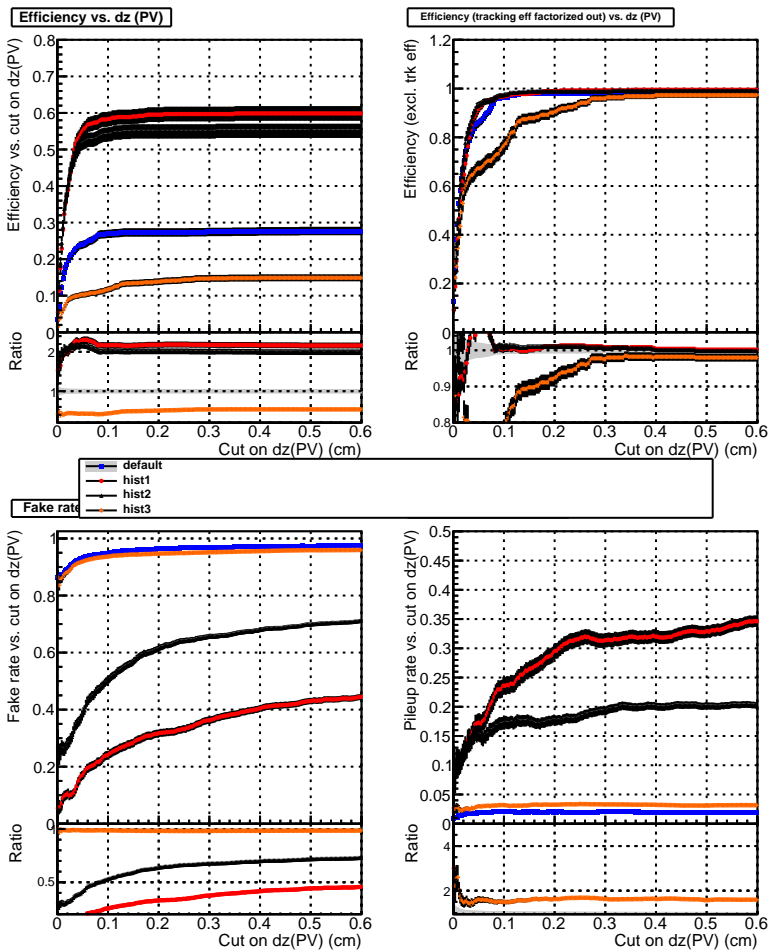 Efficiency vs. dz (PV)
Efficiency (tracking eff factorized out) vs. dz (PV)
Efficiency vs. cut on dz(PV)
0.8
0.7
0.6
0.5
0.4
0.3
0.2
0.1
0
Ratio
2
1
0 0.1 0.2 0.3 0.4 0.5 0.6
Cut on dz(PV) (cm)
Efficiency (excl. trk eff)
1.2
1
0.8
0.6
0.4
0.2
0
Ratio
0.9
0.8
0 0.1 0.2 0.3 0.4 0.5 0.6
Cut on dz(PV) (cm)
default
hist1
hist2
hist3
Fake rate
Fake rate vs. cut on dz(PV)
1
0.8
0.6
0.4
0.2
0
Ratio
1
0.5
0 0.1 0.2 0.3 0.4 0.5 0.6
Cut on dz(PV) (cm)
Pileup rate vs. cut on dz(PV)
0.5
0.45
0.4
0.35
0.3
0.25
0.2
0.15
0.1
0.05
0
Ratio
4
2
0 0.1 0.2 0.3 0.4 0.5 0.6
Cut on dz(PV) (cm)